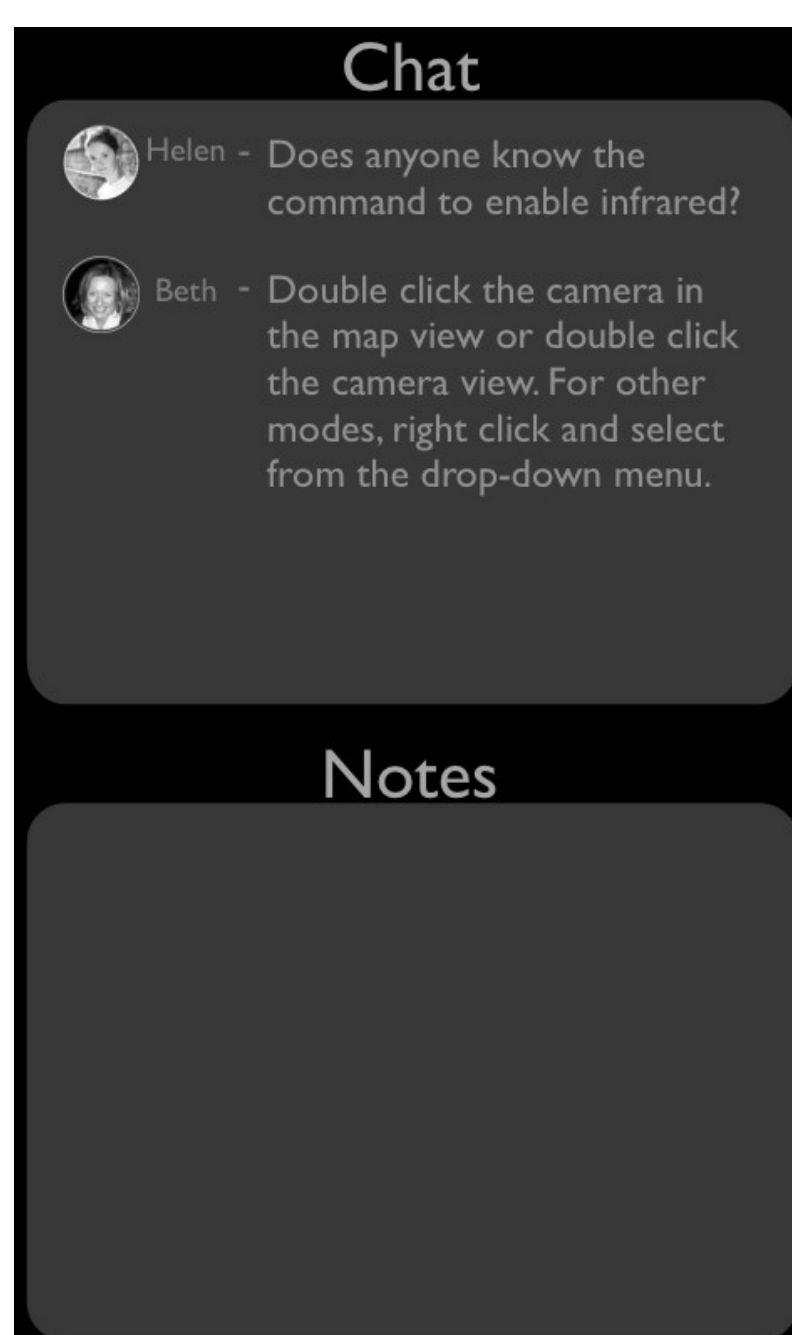 Chat
Helen - Does anyone know the
command to enable infrared?
Beth - Double click the camera in
the map view or double click
the camera view. For other
modes, right click and select
from the drop-down menu.
Notes